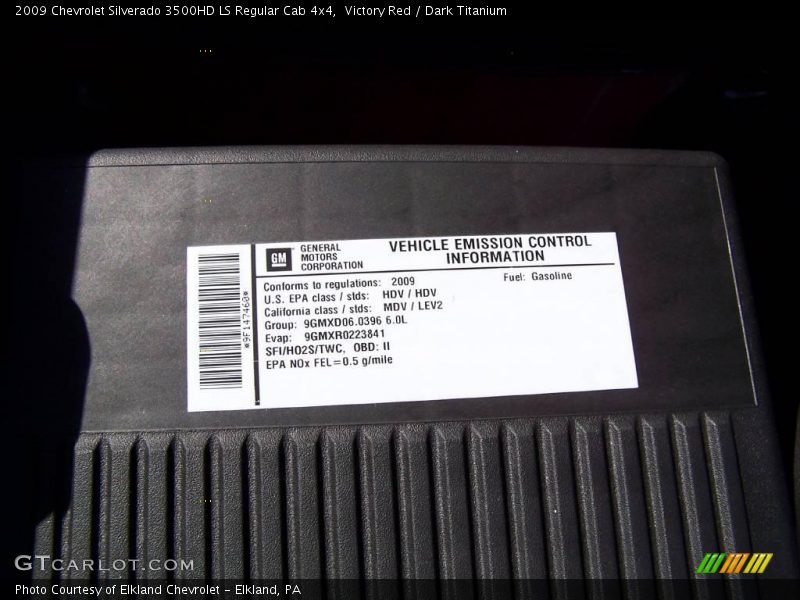 2009 Chevrolet Silverado 3500HD LS Regular Cab 4x4,  Victory Red / Dark Titanium
GM
GENERAL
MOTORS
CORPORATION
VEHICLE EMISSION CONTROL
INFORMATION
Conforms to regulations: 2009
Fuel: Gasoline
U.S. EPA class / stds: HDV / HDV
California class / stds: MDV / LEV2
Group: 9GMXD06.0396 6.0L
Evap: 9GMXR0223841
SFI/HO2S/TWC, OBD: II
EPA NOx FEL=0.5 g/mile
*9F147460*
GTCARLOT.COM
Photo Courtesy of Elkland Chevrolet - Elkland, PA